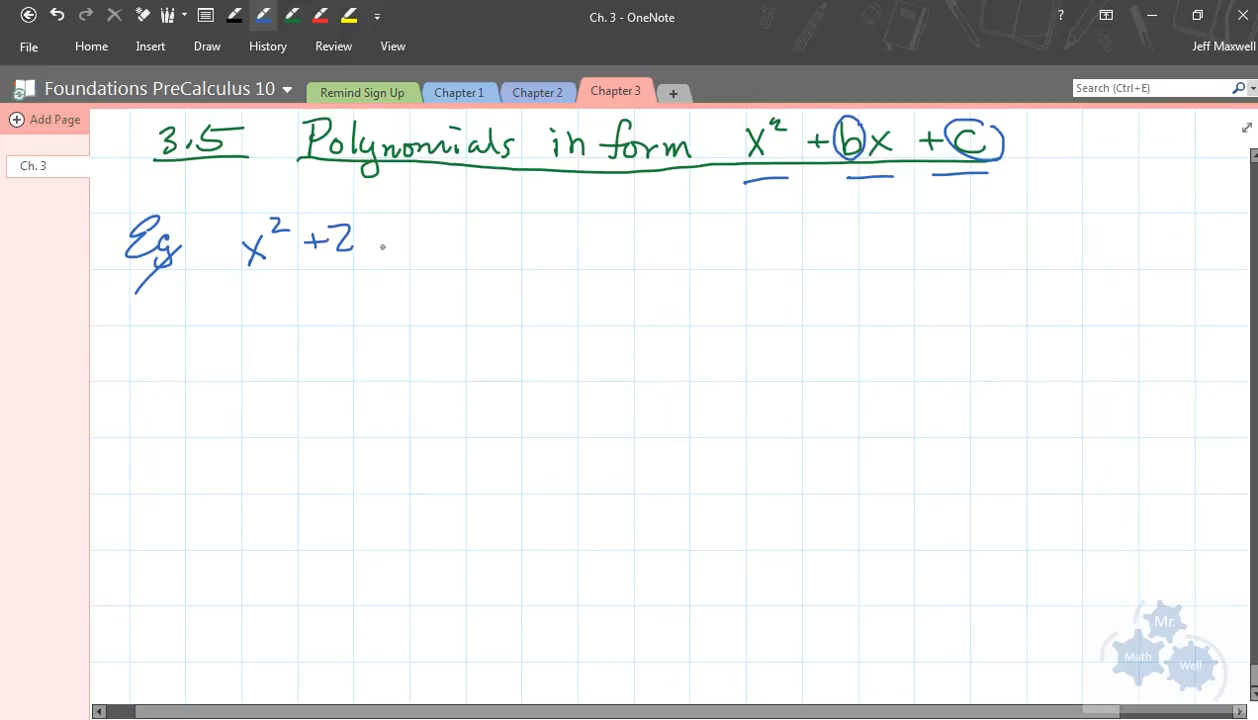 Ch. 3 - OneNote
?
File Home Insert Draw History Review View
Jeff Maxwell
Foundations PreCalculus 10
Remind Sign Up Chapter 1 Chapter 2 Chapter 3 +
Search (Ctrl+E)
Add Page
Ch. 3
3.5 Polynomials in form x² + bx + c
Eg x² + 2
Mr.
Math
Well